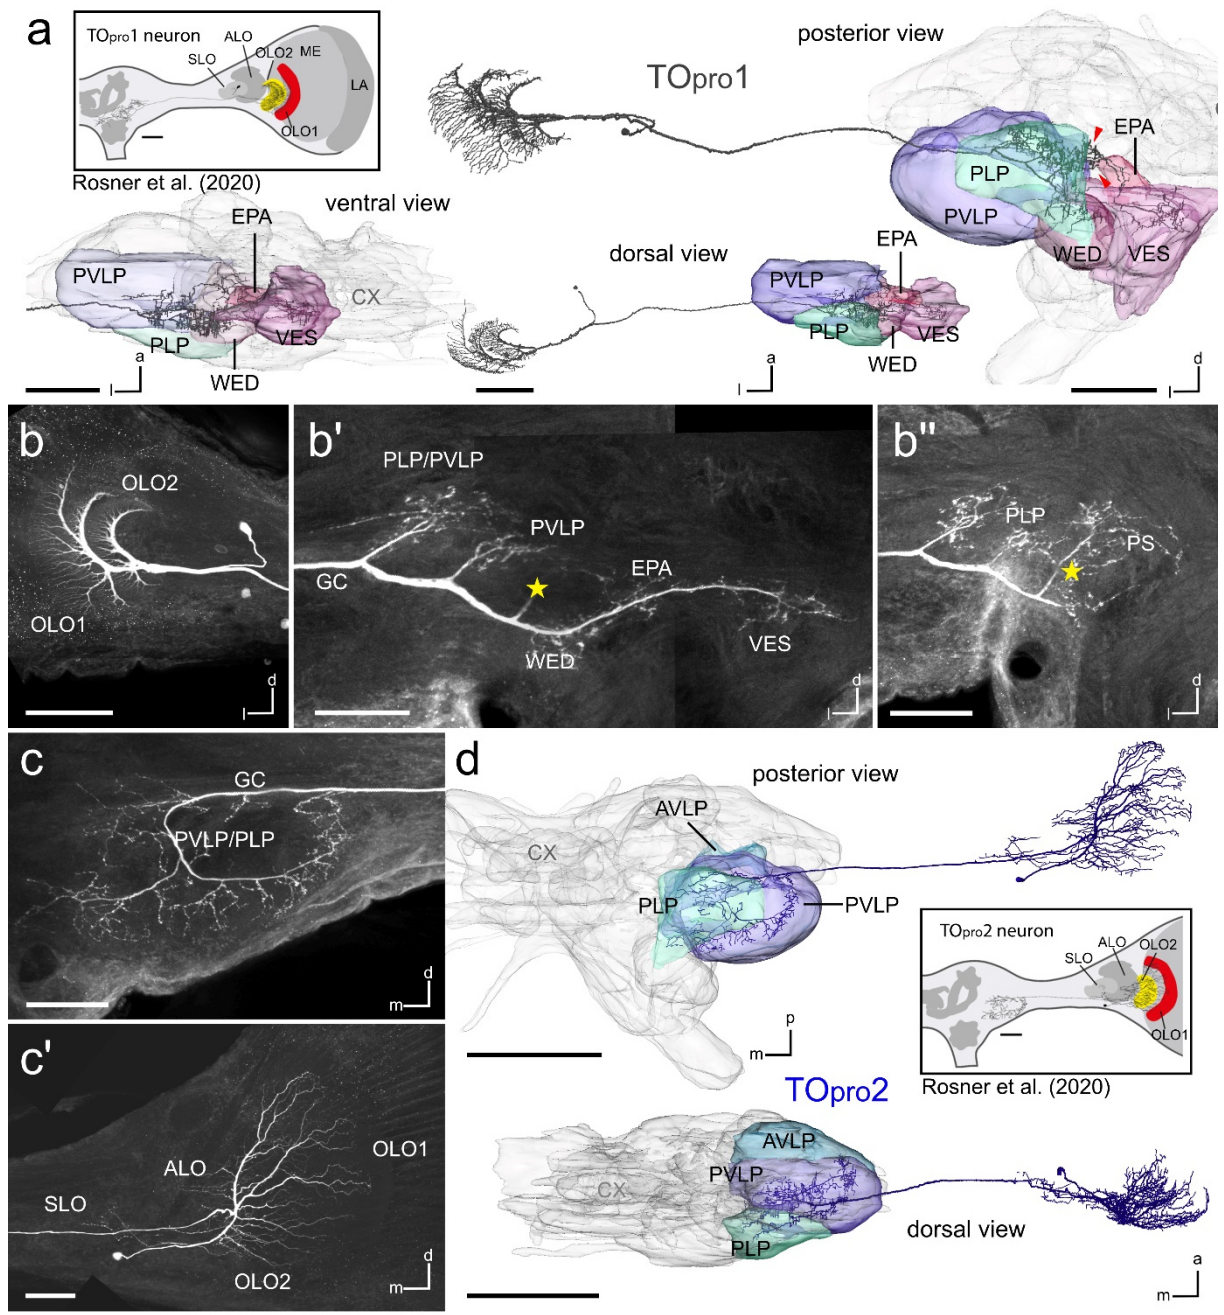 a
TOpro1 neuron
SLO
ALO
OLO2
ME
LA
OLO1
Rosner et al. (2020)
ventral view
EPA
PVLP
CX
VES
PLP
WED
a
l
TOpro1
posterior view
EPA
PLP
PVLP
WED
VES
d
l
dorsal view
EPA
PVLP
PLP
VES
WED
a
l
b
OLO2
OLO1
d
l
b'
PLP/PVLP
PVLP
GC
EPA
WED
VES
d
l
b''
PLP
PS
d
l
c
GC
PVLP/PLP
d
m
c'
OLO1
ALO
SLO
OLO2
d
m
d
posterior view
AVLP
CX
PLP
PVLP
p
m
TOpro2 neuron
SLO
ALO
OLO2
OLO1
Rosner et al. (2020)
TOpro2
AVLP
PVLP
CX
PLP
dorsal view
a
m